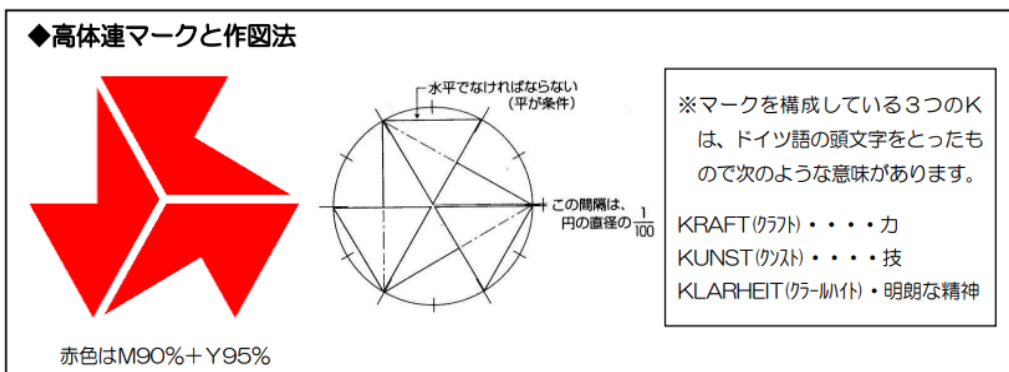 ◆高体連マークと作図法
水平でなければならない
(平が条件)
この間隔は、
円の直径の1/100
赤色はM90%+Y95%
※マークを構成している3つのK
は、ドイツ語の頭文字をとったも
ので次のような意味があります。
KRAFT(クラフト)・・・・力
KUNST(クンスト)・・・・技
KLARHEIT(クラールハイト)・明朗な精神